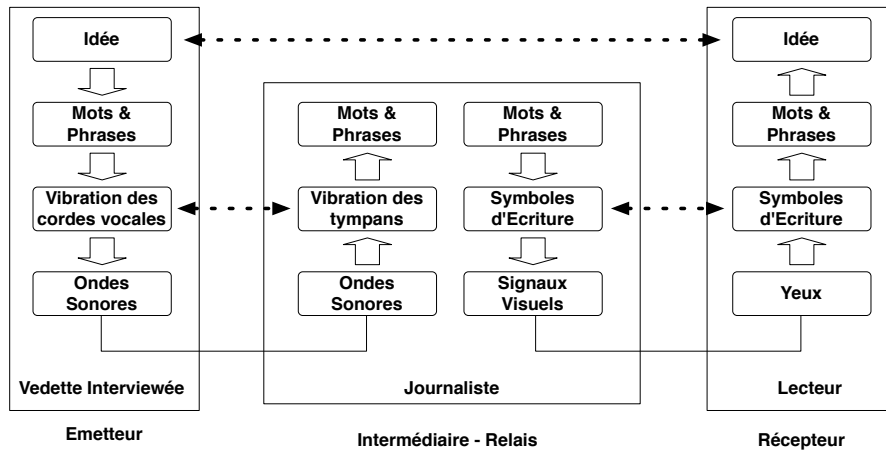 Idée
Idée
Mots &
Phrases
Mots &
Phrases
Mots &
Phrases
Mots &
Phrases
Vibration des
cordes vocales
Vibration des
tympans
Symboles
d'Ecriture
Symboles
d'Ecriture
Ondes
Sonores
Ondes
Sonores
Signaux
Visuels
Yeux
Vedette Interviewée
Journaliste
Lecteur
Emetteur
Intermédiaire - Relais
Récepteur